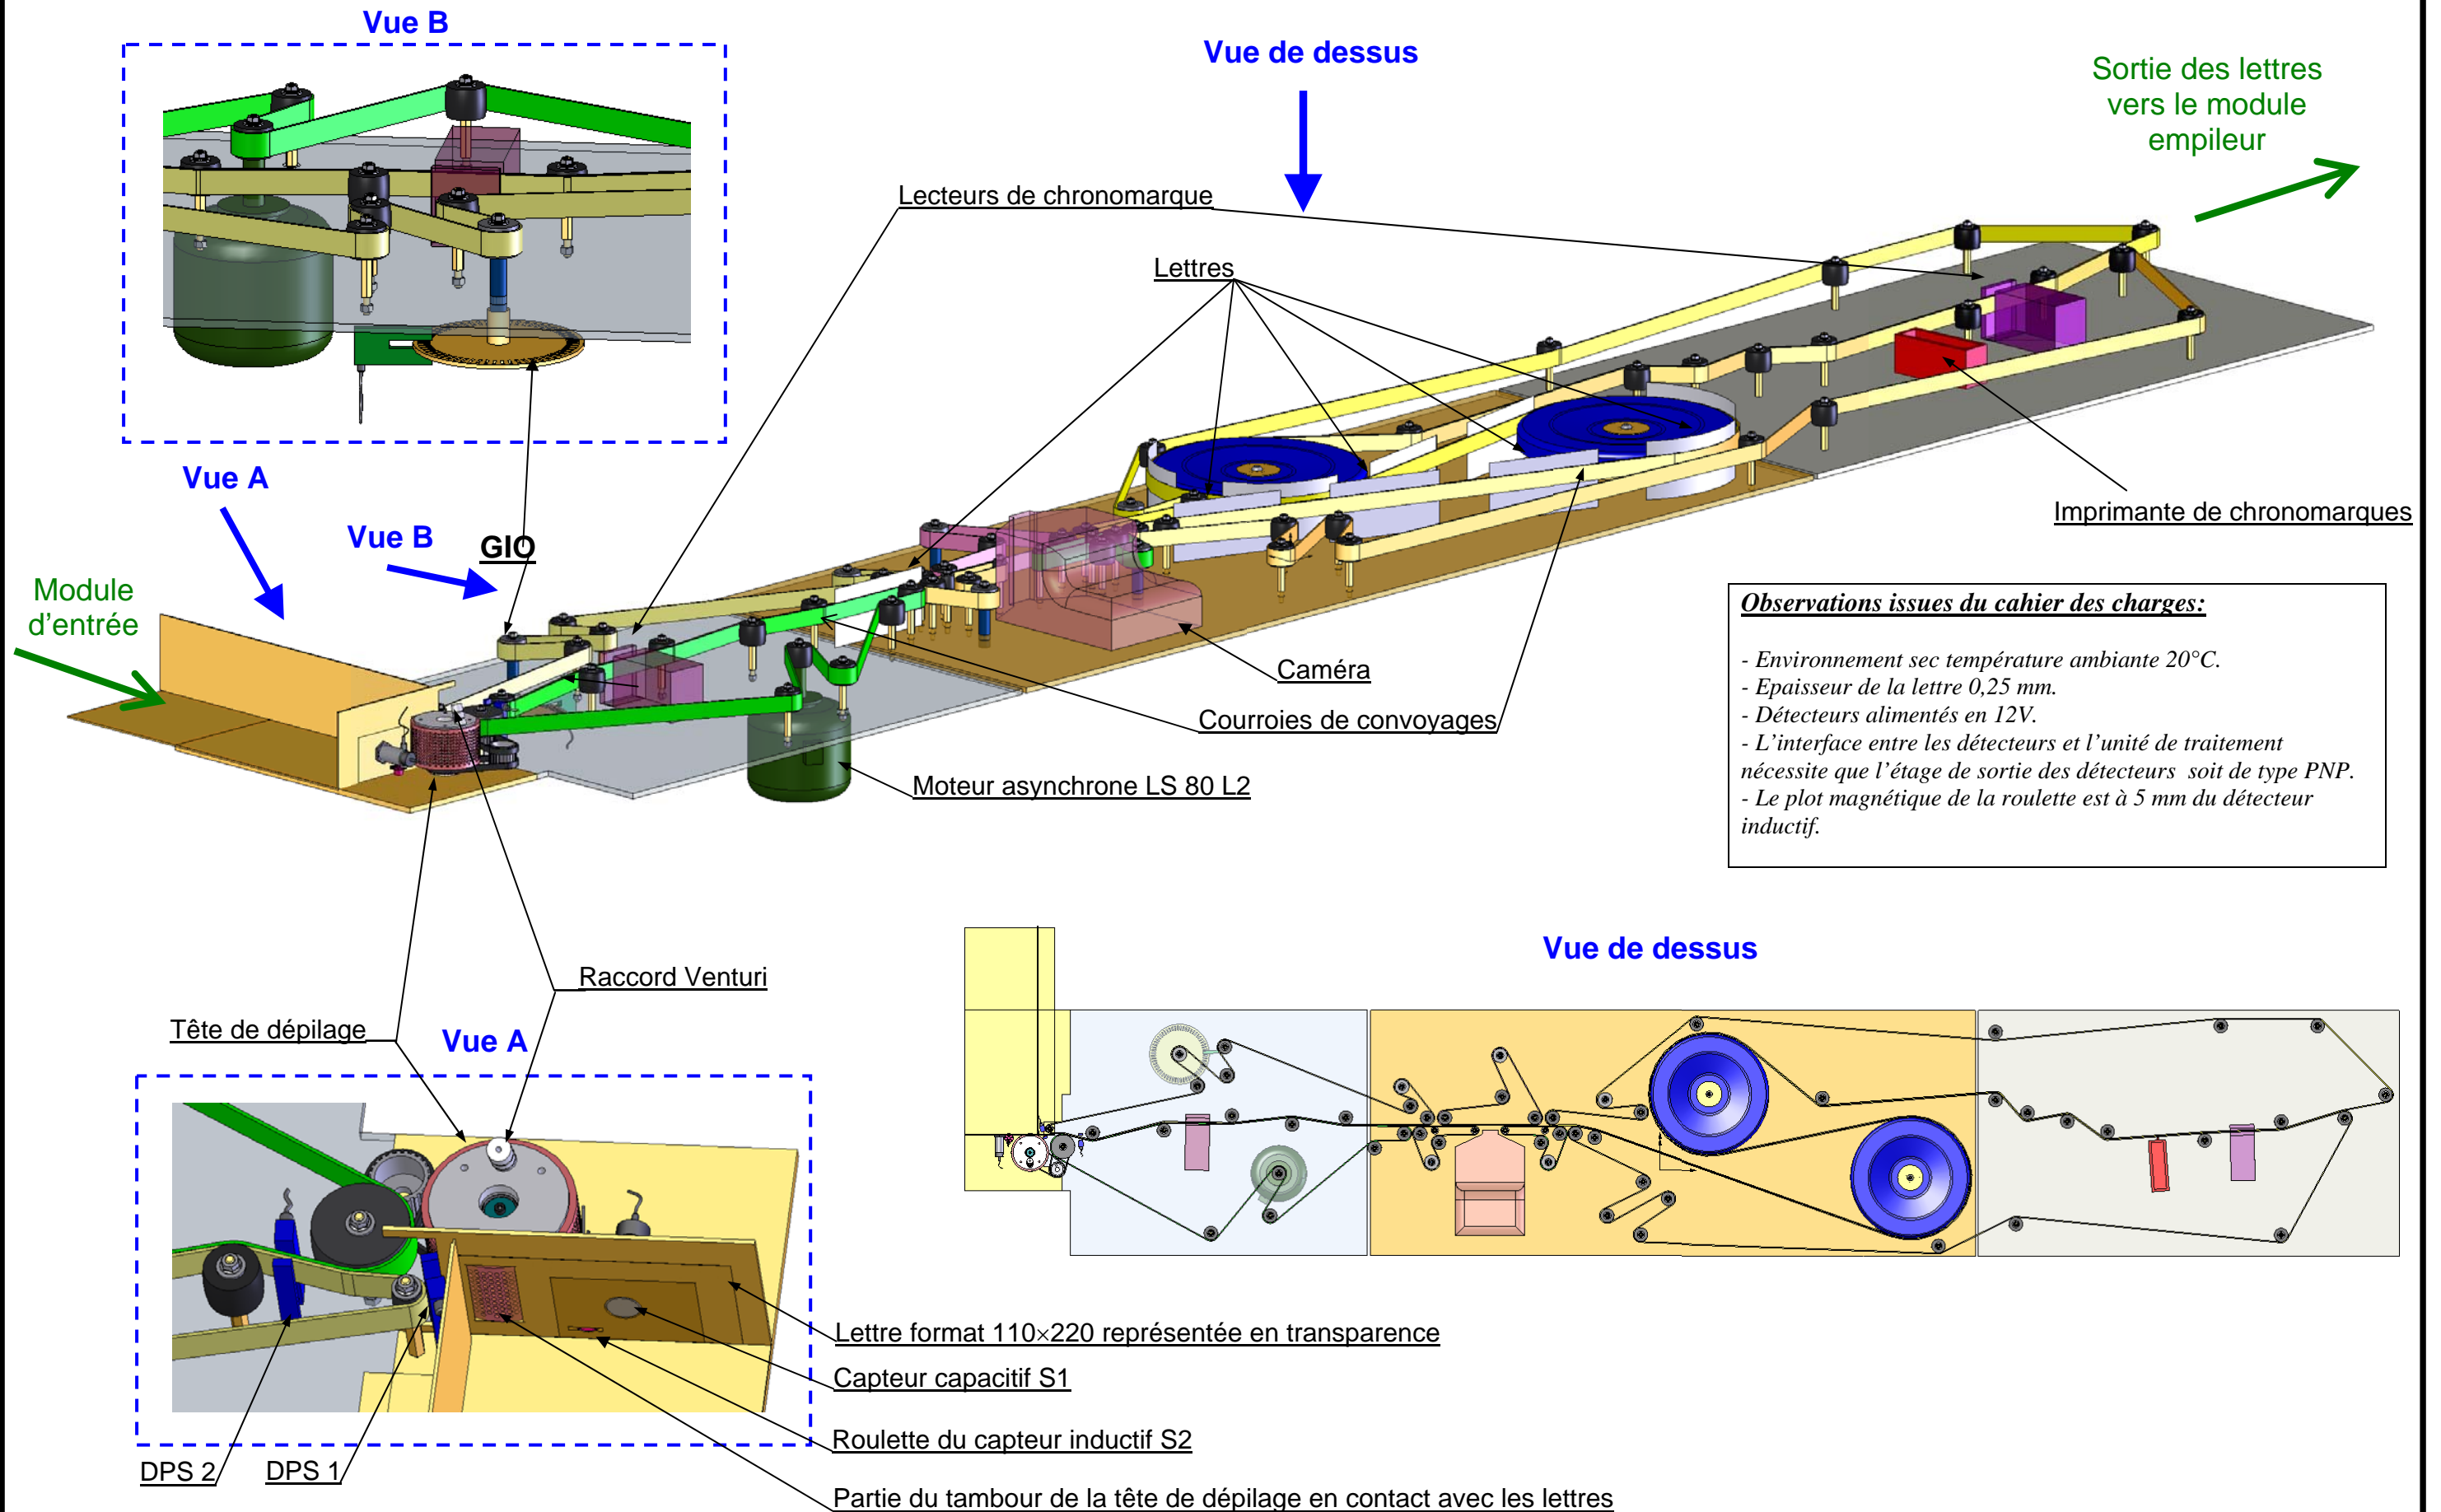 Vue B
Vue de dessus
Sortie des lettres
vers le module
empileur
Lecteurs de chronomarque
Lettres
Vue A
Vue B
GIO
Module
d'entrée
Imprimante de chronomarques
Observations issues du cahier des charges:
- Environnement sec température ambiante 20°C.
- Epaisseur de la lettre 0,25 mm.
- Détecteurs alimentés en 12V.
- L'interface entre les détecteurs et l'unité de traitement
nécessite que l'étage de sortie des détecteurs soit de type PNP.
- Le plot magnétique de la roulette est à 5 mm du détecteur
inductif.
Caméra
Courroies de convoyages
Moteur asynchrone LS 80 L2
Vue de dessus
Raccord Venturi
Tête de dépilage
Vue A
Lettre format 110×220 représentée en transparence
Capteur capacitif S1
Roulette du capteur inductif S2
DPS 2
DPS 1
Partie du tambour de la tête de dépilage en contact avec les lettres